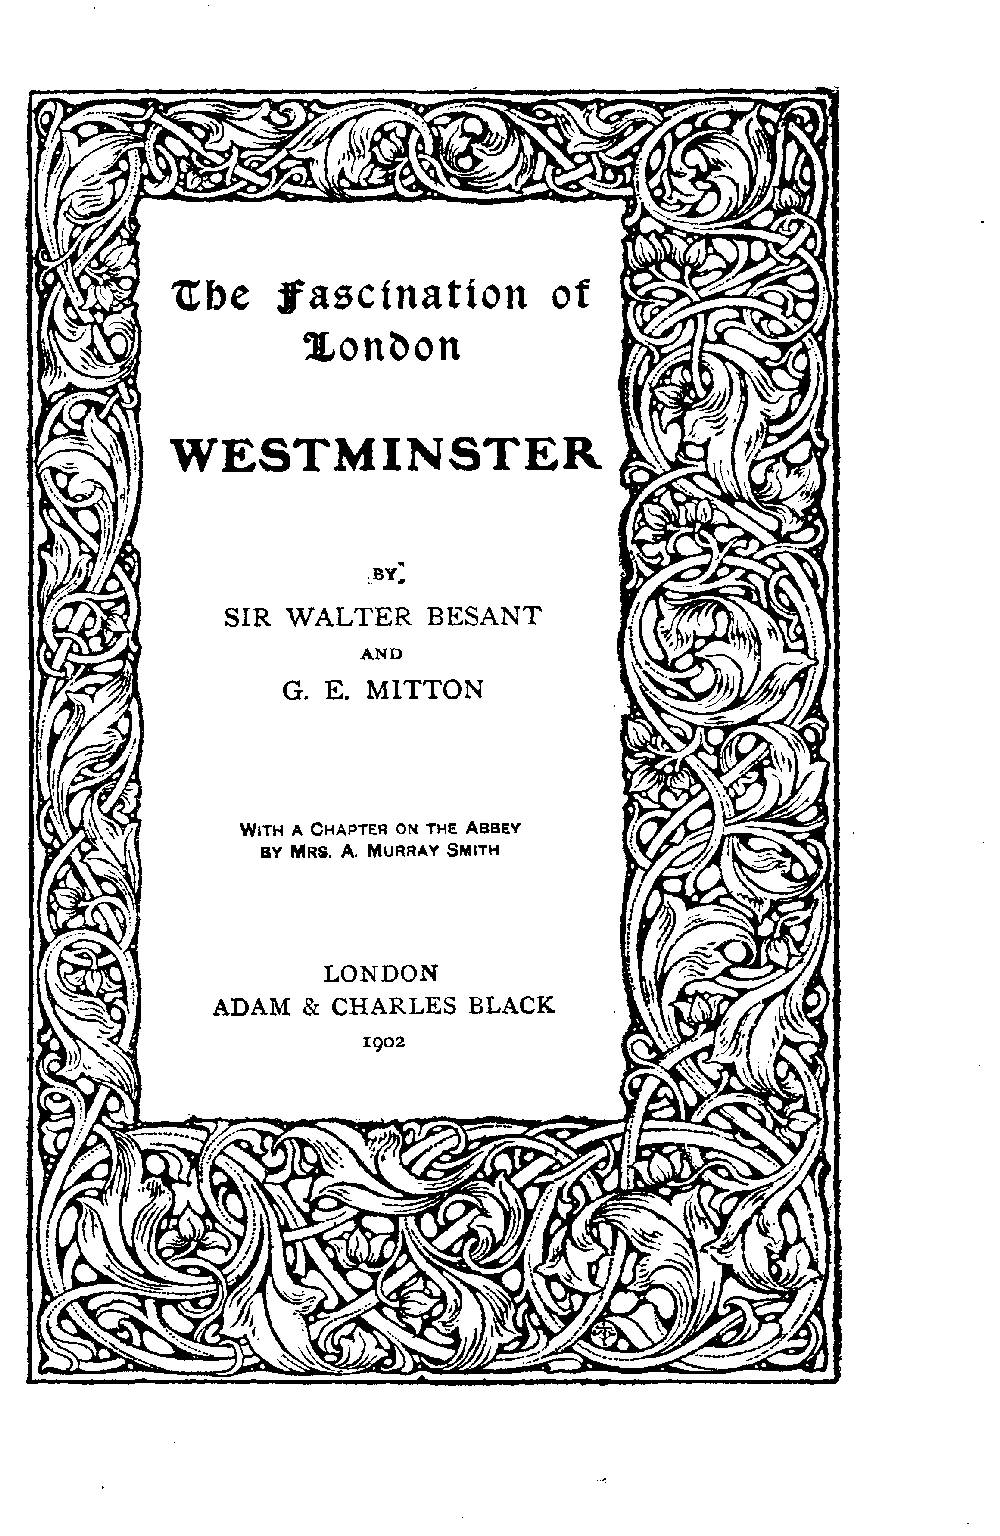 The Fascination of
London
WESTMINSTER
BY
SIR WALTER BESANT
AND
G. E. MITTON
WITH A CHAPTER ON THE ABBEY
BY MRS. A. MURRAY SMITH
LONDON
ADAM & CHARLES BLACK
1902